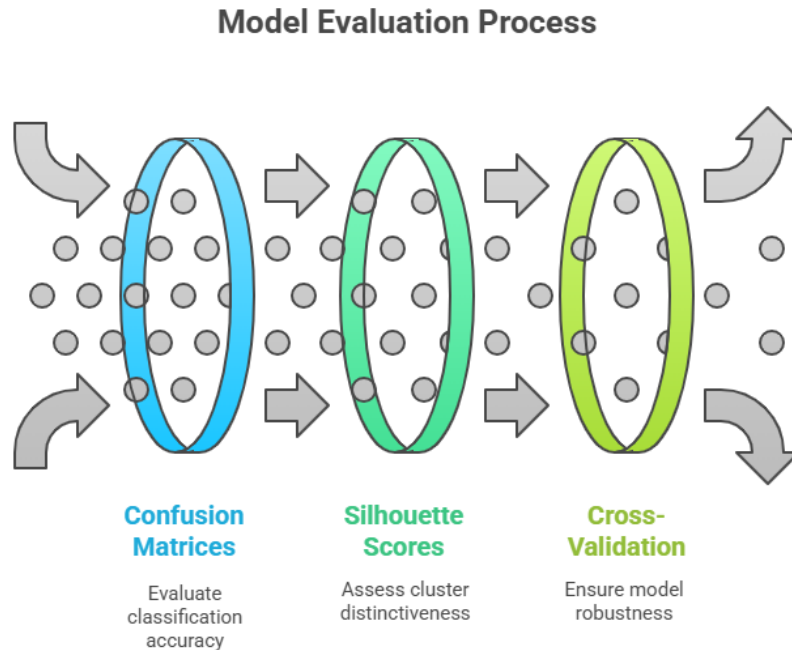 Model Evaluation Process
Confusion
Matrices
Evaluate
classification
accuracy
Silhouette
Scores
Assess cluster
distinctiveness
Cross-
Validation
Ensure model
robustness